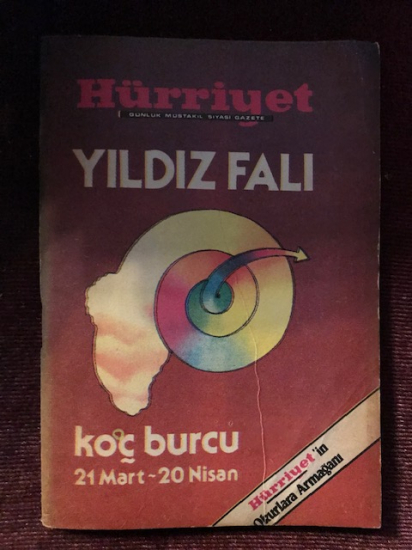 Hürriyet
GÜNLÜK MÜSTAKİL SİYASİ GAZETE
YILDIZ FALI
koç burcu
21 Mart ~ 20 Nisan
Hürriyet'in
Okurlara Armağanı